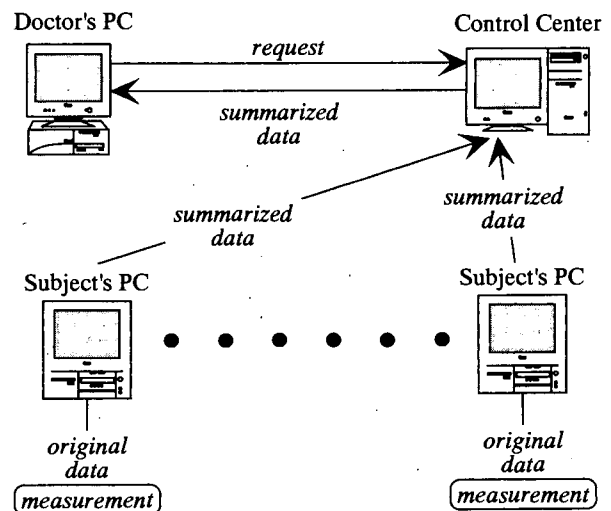 Doctor's PC
Control Center
request
summarized
data
summarized
data
summarized
data
Subject's PC
Subject's PC
original
data
measurement
original
data
measurement